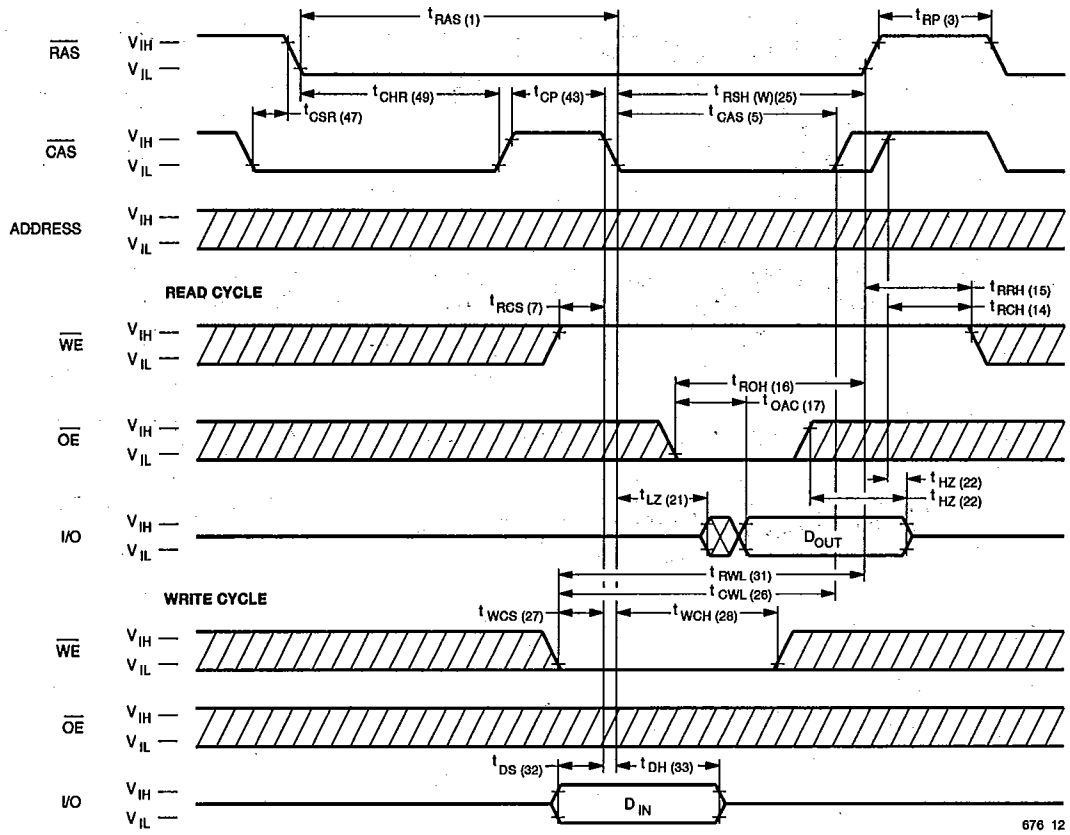 t RAS (1) t RP (3)
RAS V IH
V IL
t CHR (49) t CP (43) t RSH (W)(25)
t CSR (47) t CAS (5)
CAS V IH
V IL
ADDRESS V IH
V IL
READ CYCLE t RCS (7) t RRH (15)
t RCH (14)
WE V IH
V IL
t ROH (16)
t OAC (17)
OE V IH
V IL
t HZ (22)
t LZ (21) t HZ (22)
I/O V IH
V IL D OUT
t RWL (31)
WRITE CYCLE t CWL (26)
t WCS (27) t WCH (28)
WE V IH
V IL
OE V IH
V IL
t DS (32) t DH (33)
I/O V IH
V IL D IN
676 12